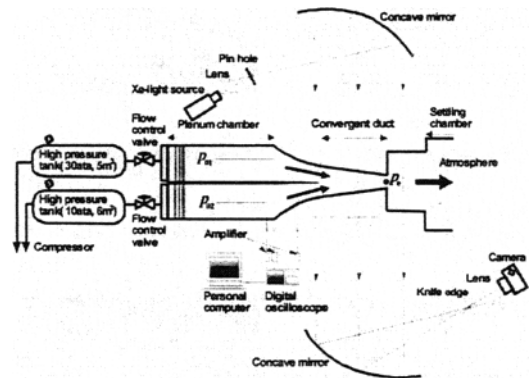 Concave mirror
Pin hole
Lens
Xe-light source
Flow
control
valve
Plenum chamber
Convergent duct
Settling
chamber
High pressure
tank(30ata, 5m³)
P01
Atmosphere
High pressure
tank(10ata, 6m³)
P02
Pe
Compressor
Flow
control
valve
Amplifier
Camera
Lens
Knife edge
Personal
computer
Digital
oscilloscope
Concave mirror